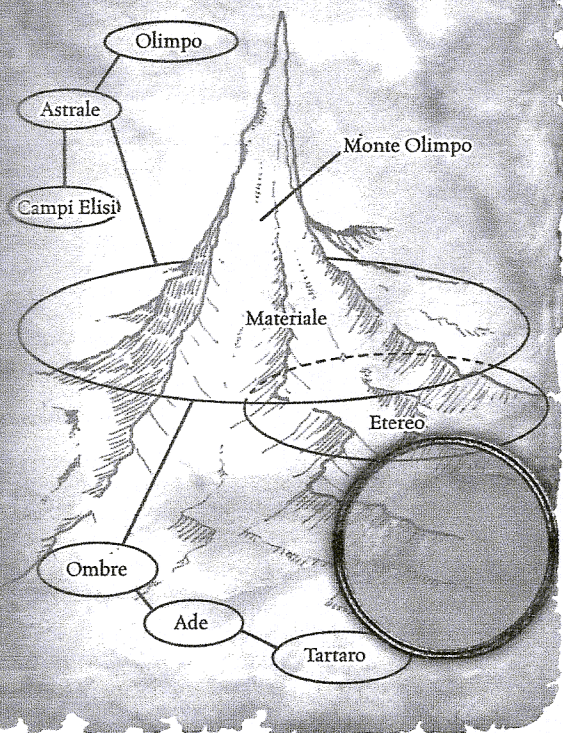 Olimpo
Astrale
Monte Olimpo
Campi Elisi
Materiale
Etereo
Ombre
Ade
Tartaro